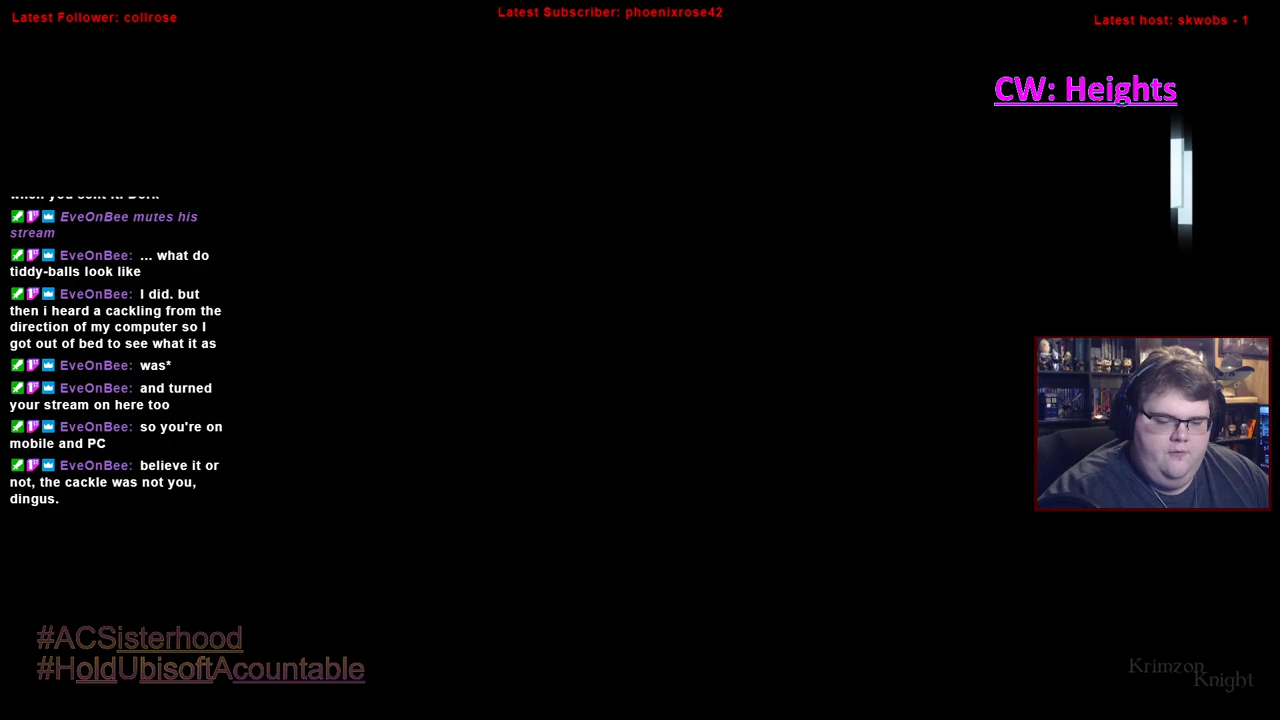 Latest Follower: collrose
Latest Subscriber: phoenixrose42
Latest host: skwobs - 1
CW: Heights
EveOnBee mutes his
stream
EveOnBee: ... what do
tiddy-balls look like
EveOnBee: I did. but
then i heard a cackling from the
direction of my computer so I
got out of bed to see what it as
EveOnBee: was*
EveOnBee: and turned
your stream on here too
EveOnBee: so you're on
mobile and PC
EveOnBee: believe it or
not, the cackle was not you,
dingus.
#ACSisterhood
#HoldUbisoftAcountable
Krimzon
Knight